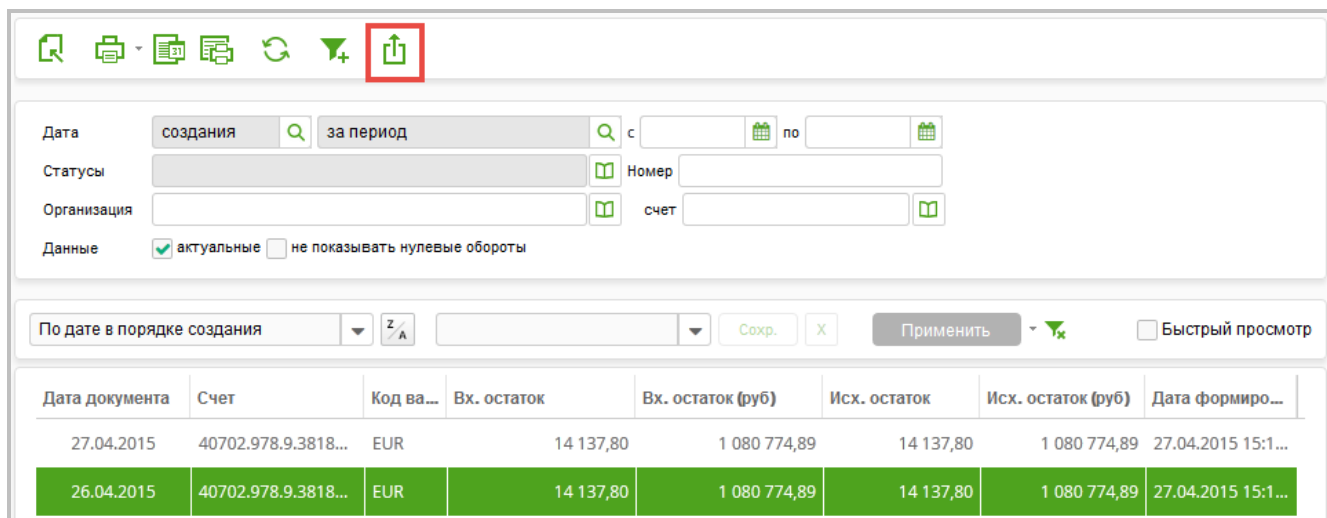 31
Дата создания за период с по
Статусы Номер
Организация счет
Данные актуальные не показывать нулевые обороты
По дате в порядке создания Z/A Сохр. X Применить Быстрый просмотр
Дата документа Счет Код ва... Вх. остаток Вх. остаток (руб) Исх. остаток Исх. остаток (руб) Дата формиро...
27.04.2015 40702.978.9.3818... EUR 14 137,80 1 080 774,89 14 137,80 1 080 774,89 27.04.2015 15:1...
26.04.2015 40702.978.9.3818... EUR 14 137,80 1 080 774,89 14 137,80 1 080 774,89 27.04.2015 15:1...